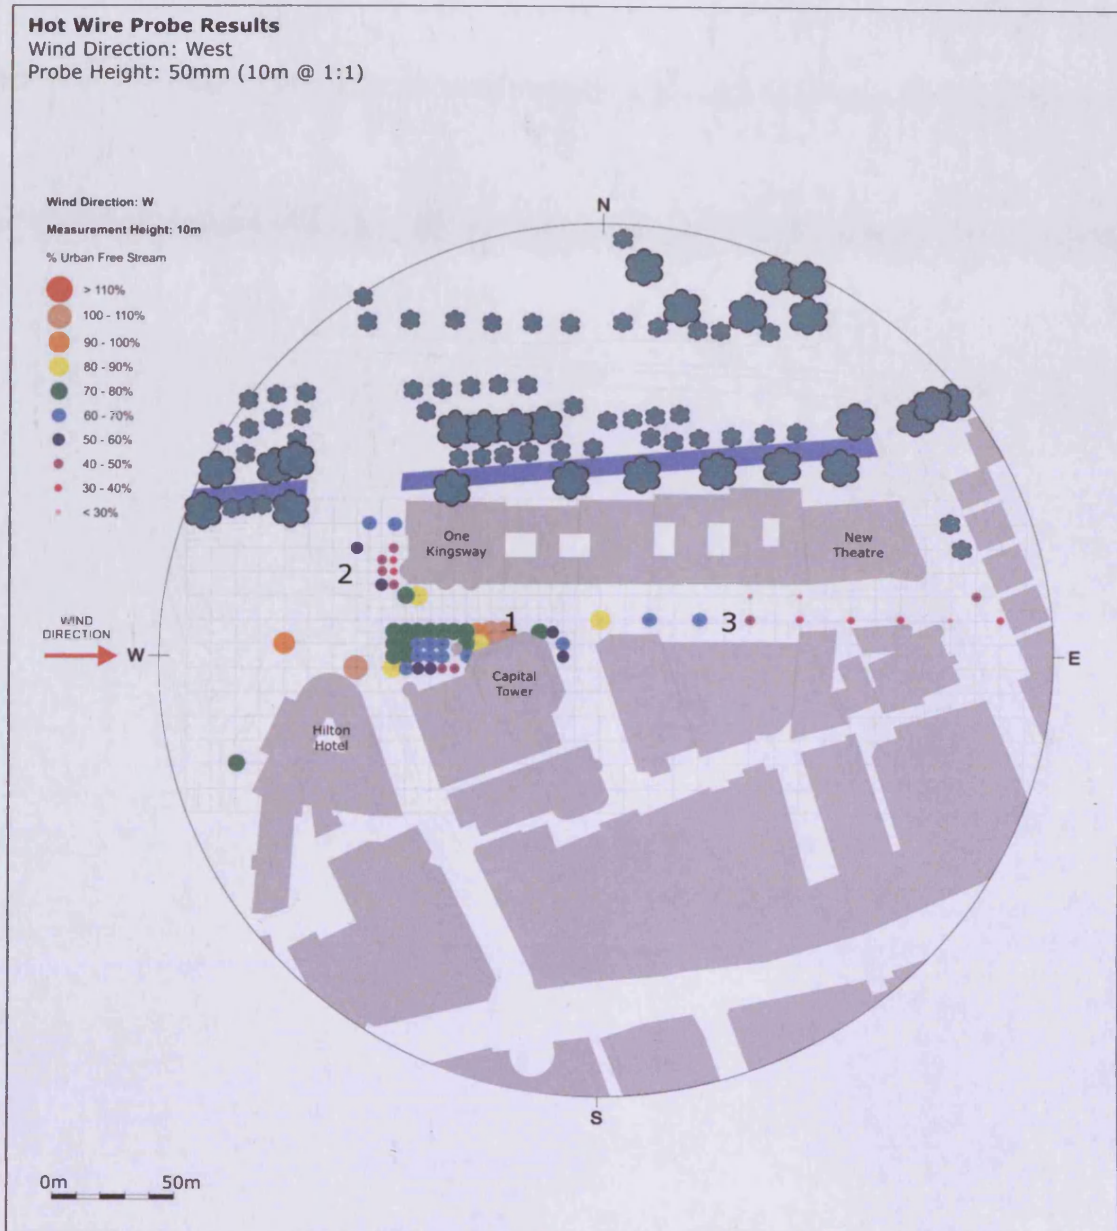 Hot Wire Probe Results
Wind Direction: West
Probe Height: 50mm (10m @ 1:1)
Wind Direction: W
Measurement Height: 10m
% Urban Free Stream
> 110%
100 - 110%
90 - 100%
80 - 90%
70 - 80%
60 - 70%
50 - 60%
40 - 50%
30 - 40%
< 30%
N
One
Kingsway
New
Theatre
2
1
3
WIND
DIRECTION
W
E
Capital
Tower
Hilton
Hotel
S
0m
50m